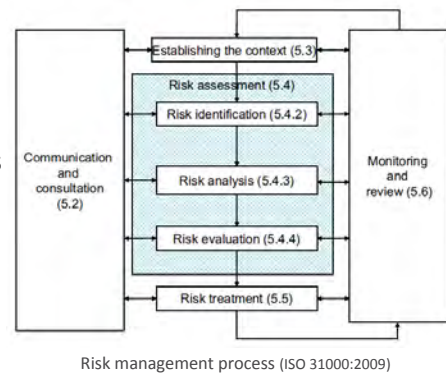 Establishing the context (5.3)
Risk assessment (5.4)
Risk identification (5.4.2)
Communication
and
consultation
(5.2)
Risk analysis (5.4.3)
Monitoring
and
review (5.6)
Risk evaluation (5.4.4)
Risk treatment (5.5)
Risk management process (ISO 31000:2009)